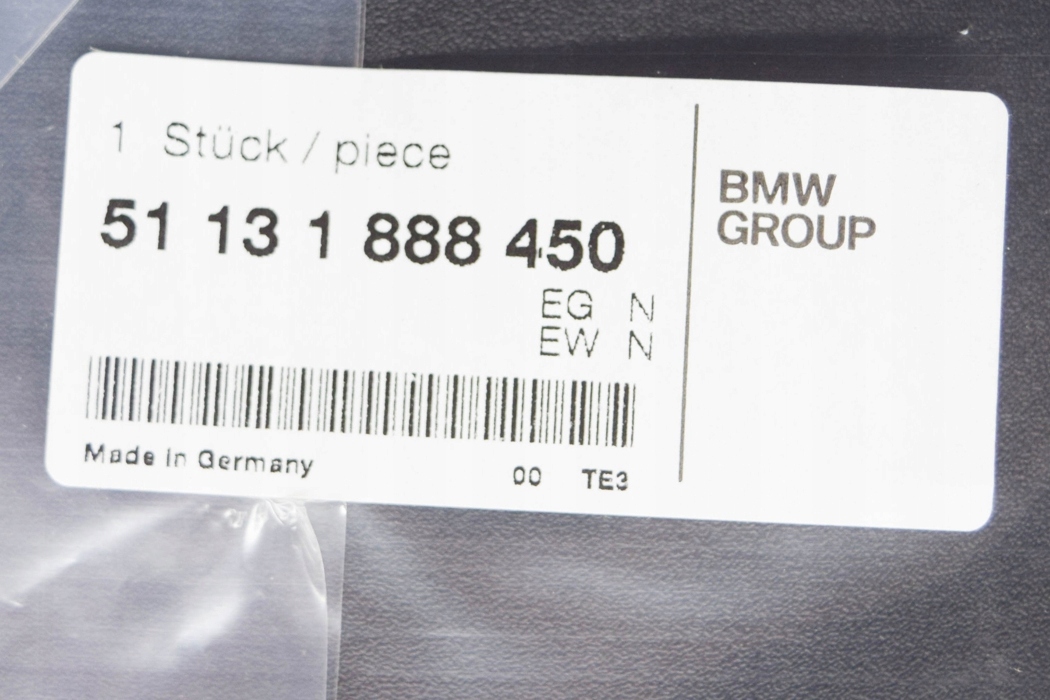 1 Stück / piece
51 13 1 888 450
EG N
EW N
Made in Germany 00 TE3
BMW
GROUP